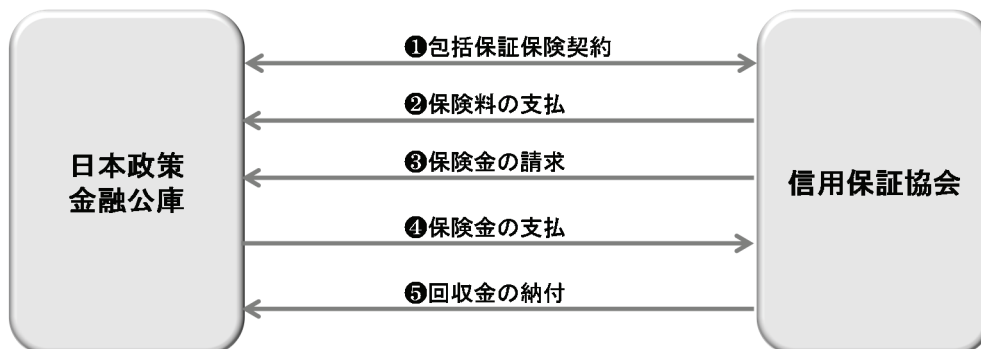 日本政策
金融公庫
❶包括保証保険契約
❷保険料の支払
❸保険金の請求
❹保険金の支払
❺回収金の納付
信用保証協会